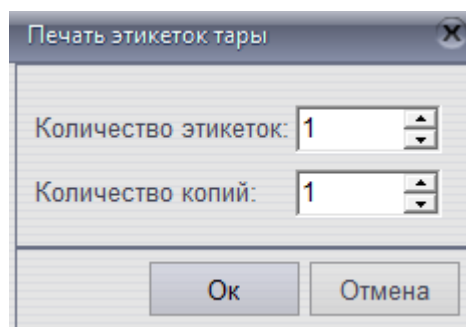 Печать этикеток тары
Количество этикеток: 1
Количество копий: 1
Ок Отмена